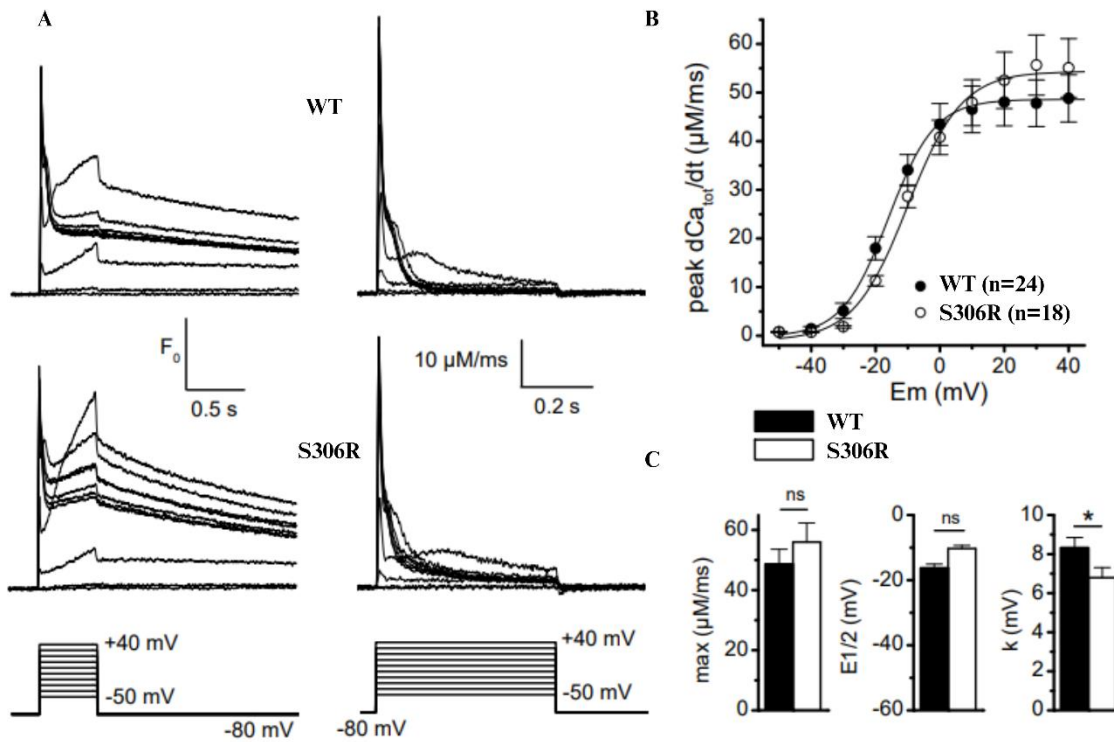 A
WT
F0
0.5 s
10 µM/ms
0.2 s
S306R
+40 mV
-50 mV
-80 mV
+40 mV
-50 mV
-80 mV
B
peak dCatot/dt (µM/ms)
60
50
40
30
20
10
0
-40 -20 0 20 40
Em (mV)
WT (n=24)
S306R (n=18)
WT
S306R
C
ns
max (µM/ms)
60
40
20
0
ns
E1/2 (mV)
0
-20
-40
-60
*
k (mV)
10
8
6
4
2
0